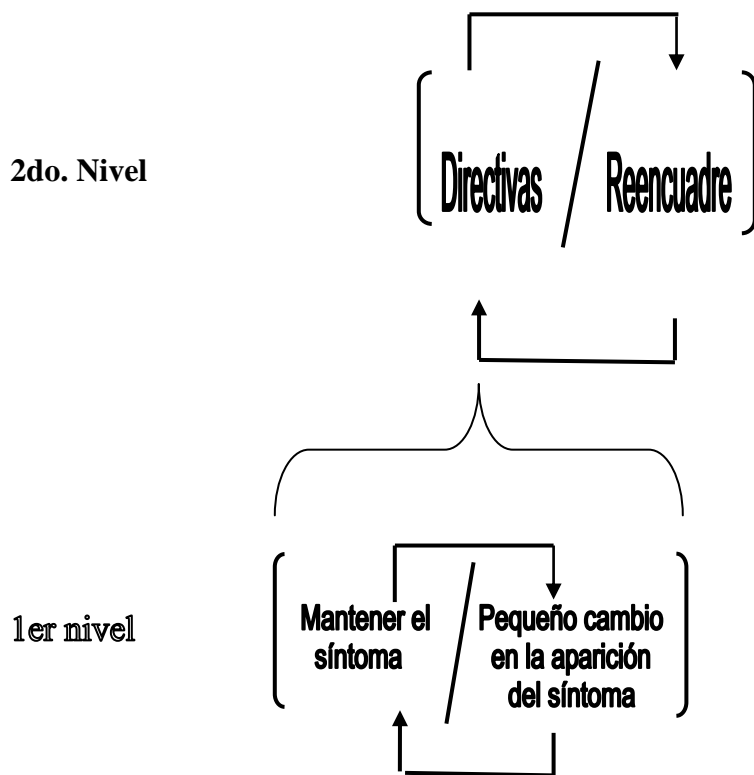 2do. Nivel
Directivas
Reencuadre
1er nivel
Mantener el
síntoma
Pequeño cambio
en la aparición
del síntoma